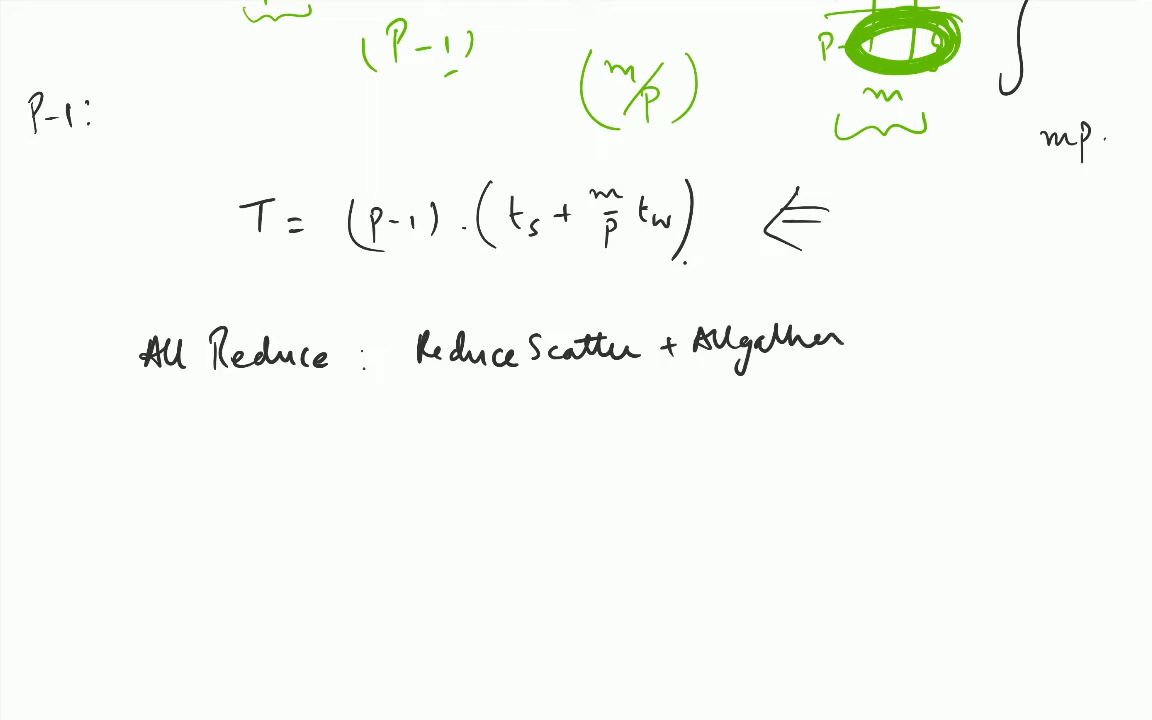 (P-1)
(m/p)
P-
m
P-1:
mp.
T = (p-1) . (ts + m/p tw)
All Reduce : Reduce Scatter + Allgather